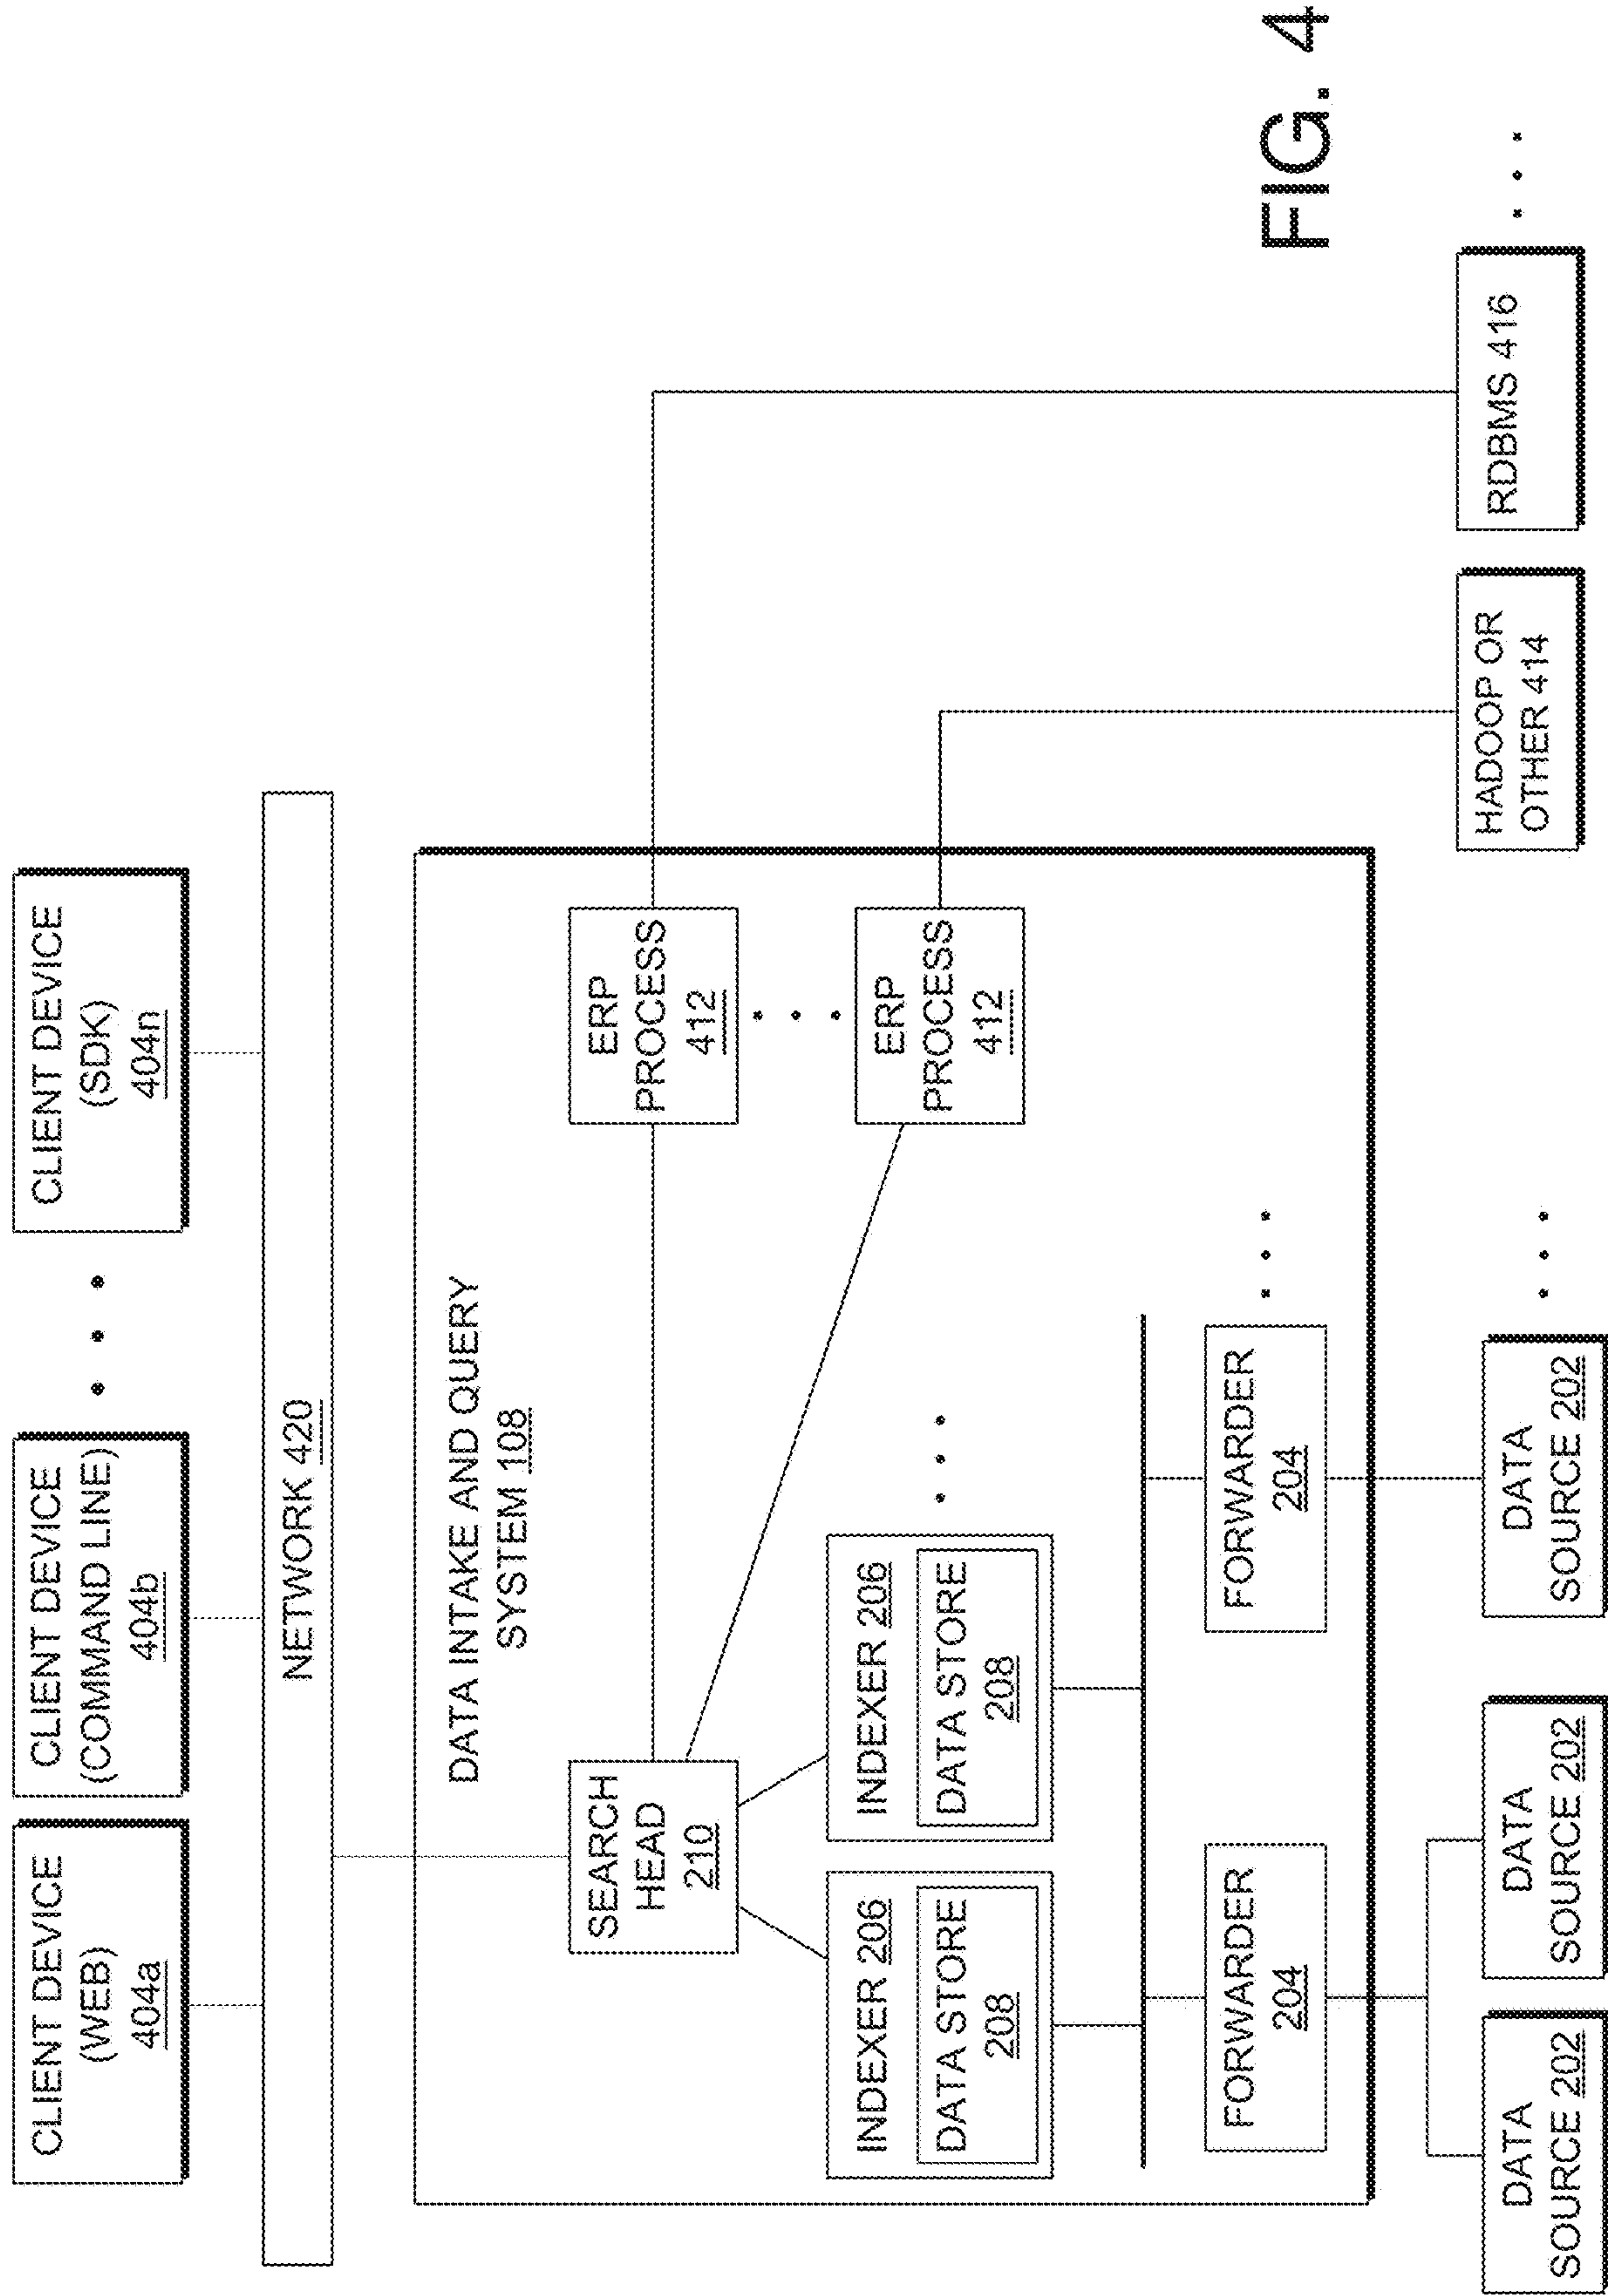 CLIENT DEVICE
(WEB)
404a
CLIENT DEVICE
(COMMAND LINE)
404b
CLIENT DEVICE
(SDK)
404n
NETWORK 420
DATA INTAKE AND QUERY
SYSTEM 108
SEARCH
HEAD
210
ERP
PROCESS
412
INDEXER 206
DATA STORE
208
INDEXER 206
DATA STORE
208
ERP
PROCESS
412
FORWARDER
204
FORWARDER
204
DATA
SOURCE 202
DATA
SOURCE 202
DATA
SOURCE 202
HADOOP OR
OTHER 414
RDBMS 416
FIG. 4